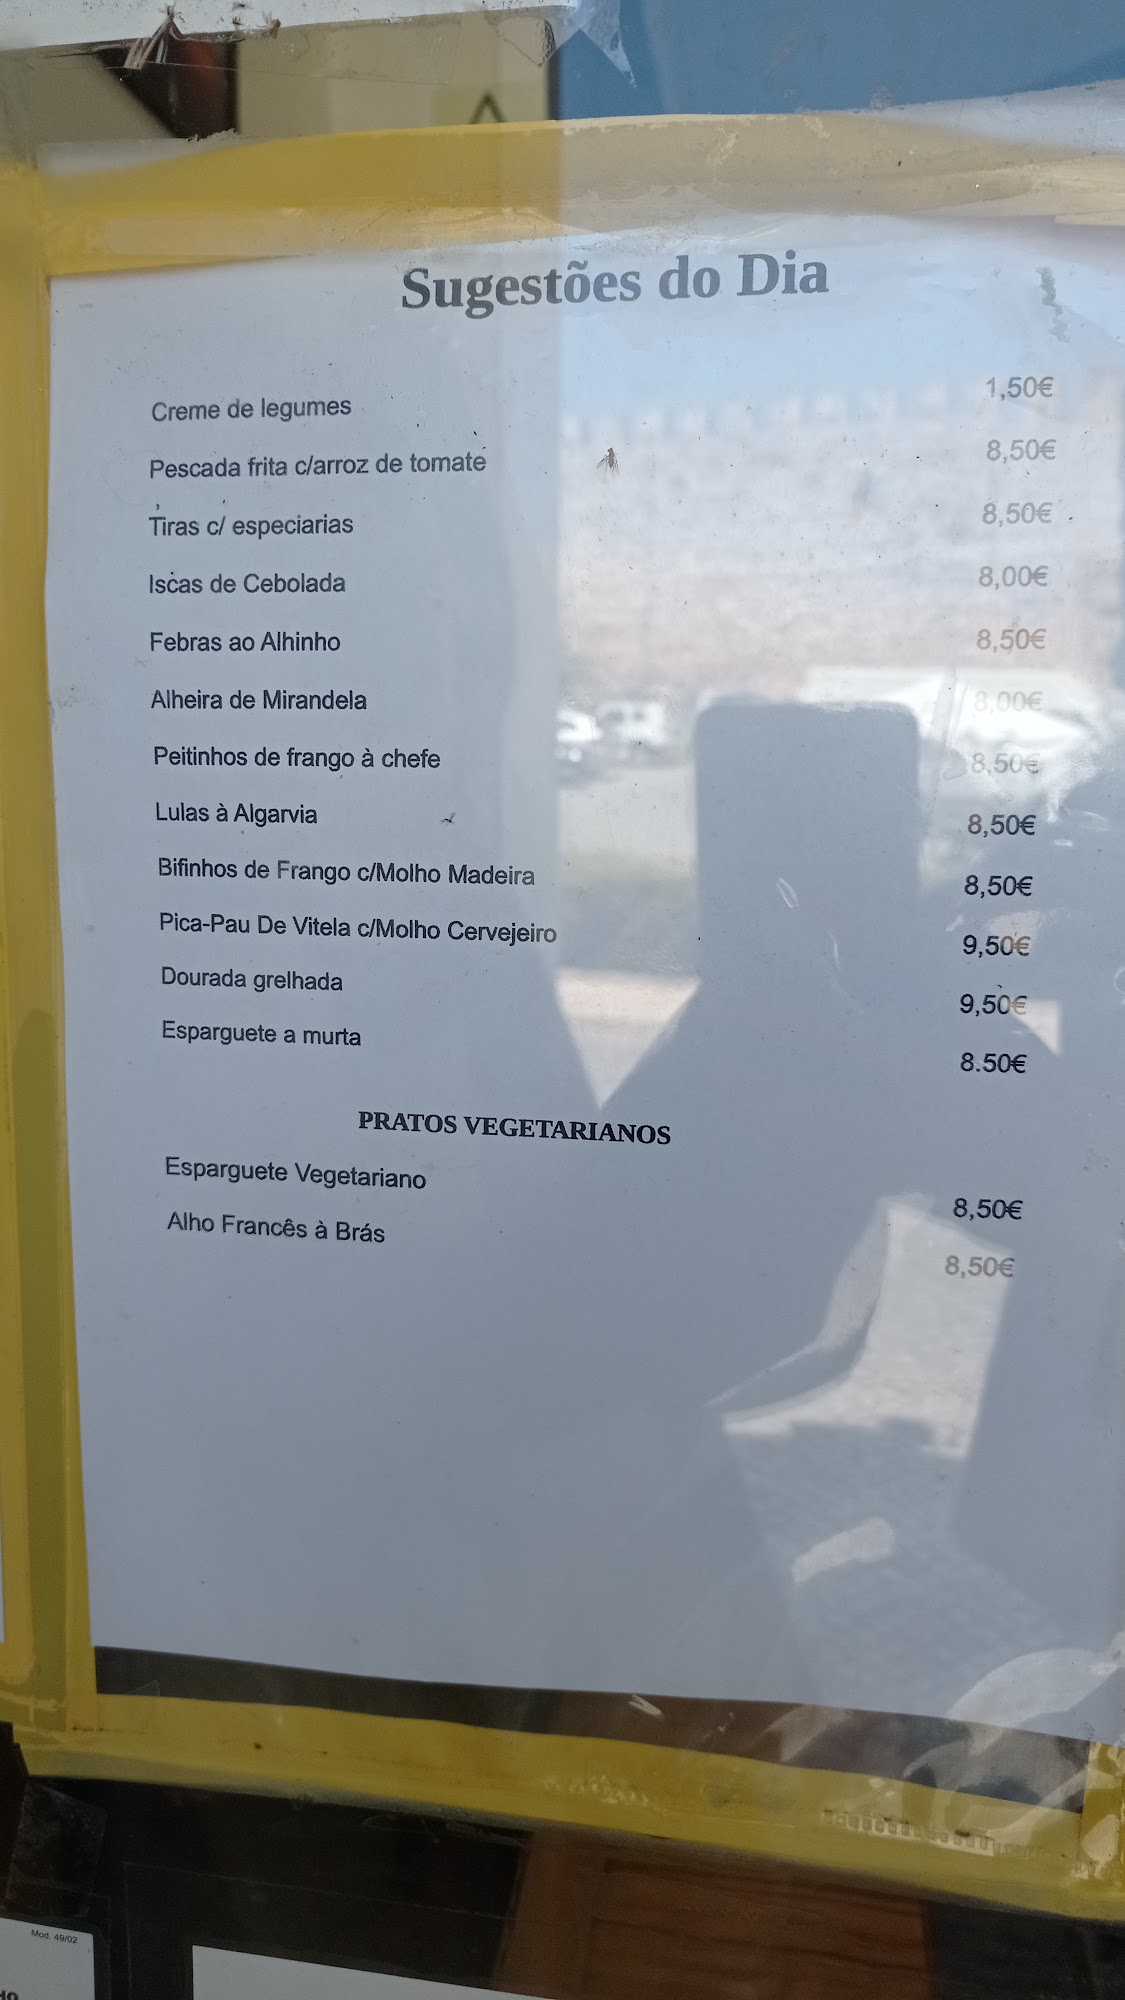 Sugestões do Dia
Creme de legumes 1,50€
Pescada frita c/arroz de tomate 8,50€
Tiras c/ especiarias 8,50€
Iscas de Cebolada 8,00€
Febras ao Alhinho 8,50€
Alheira de Mirandela 8,00€
Peitinhos de frango à chefe 8,50€
Lulas à Algarvia 8,50€
Bifinhos de Frango c/Molho Madeira 8,50€
Pica-Pau De Vitela c/Molho Cervejeiro 9,50€
Dourada grelhada 9,50€
Esparguete a murta 8.50€
PRATOS VEGETARIANOS
Esparguete Vegetariano 8,50€
Alho Francês à Brás 8,50€
Mod. 49/02